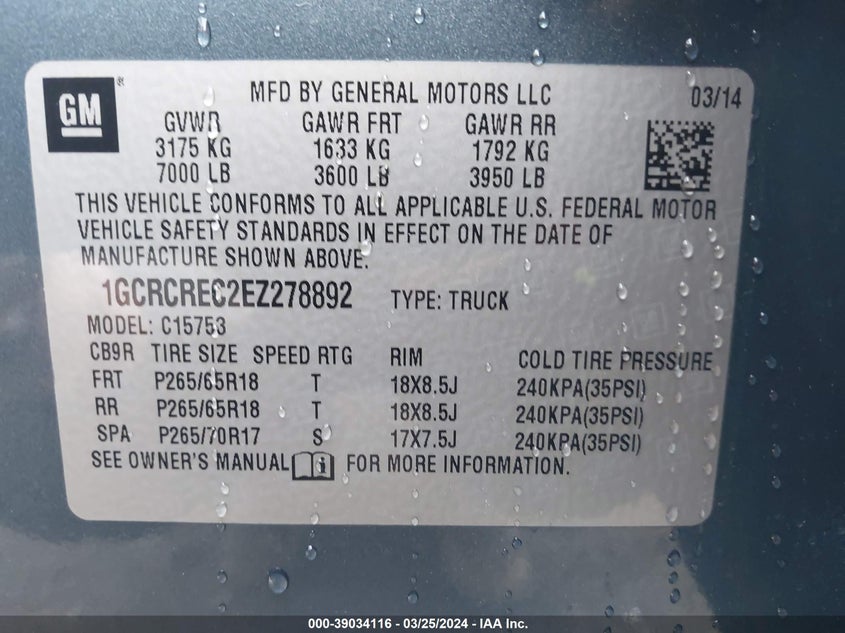 GM
MFD BY GENERAL MOTORS LLC 03/14
GVWR GAWR FRT GAWR RR
3175 KG 1633 KG 1792 KG
7000 LB 3600 LB 3950 LB
THIS VEHICLE CONFORMS TO ALL APPLICABLE U.S. FEDERAL MOTOR
VEHICLE SAFETY STANDARDS IN EFFECT ON THE DATE OF
MANUFACTURE SHOWN ABOVE.
1GCRCREC2EZ278892 TYPE: TRUCK
MODEL: C15753
CB9R TIRE SIZE SPEED RTG RIM COLD TIRE PRESSURE
FRT P265/65R18 T 18X8.5J 240KPA(35PSI)
RR P265/65R18 T 18X8.5J 240KPA(35PSI)
SPA P265/70R17 S 17X7.5J 240KPA(35PSI)
SEE OWNER'S MANUAL FOR MORE INFORMATION.
000-39034116 - 03/25/2024 - IAA Inc.